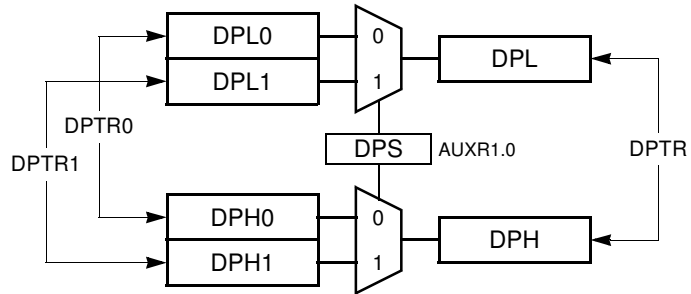 DPL0
0
DPL
DPL1
1
DPTR0
DPS
AUXR1.0
DPTR
DPTR1
DPH0
0
DPH
DPH1
1